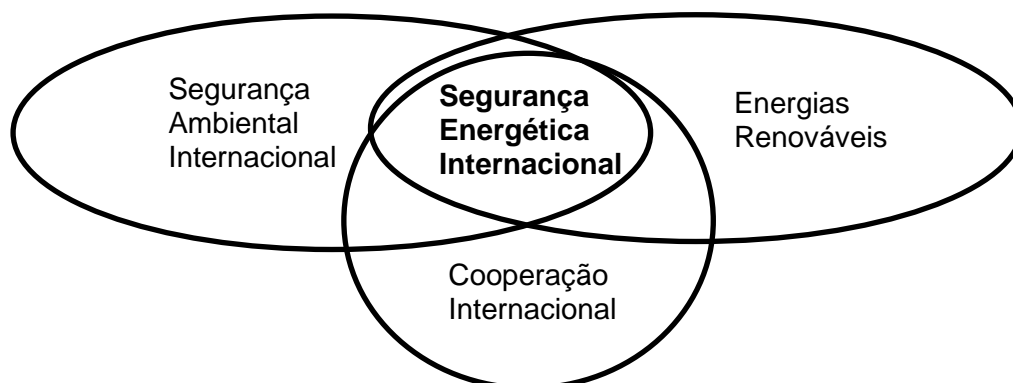 Segurança
Ambiental
Internacional
Segurança
Energética
Internacional
Energias
Renováveis
Cooperação
Internacional